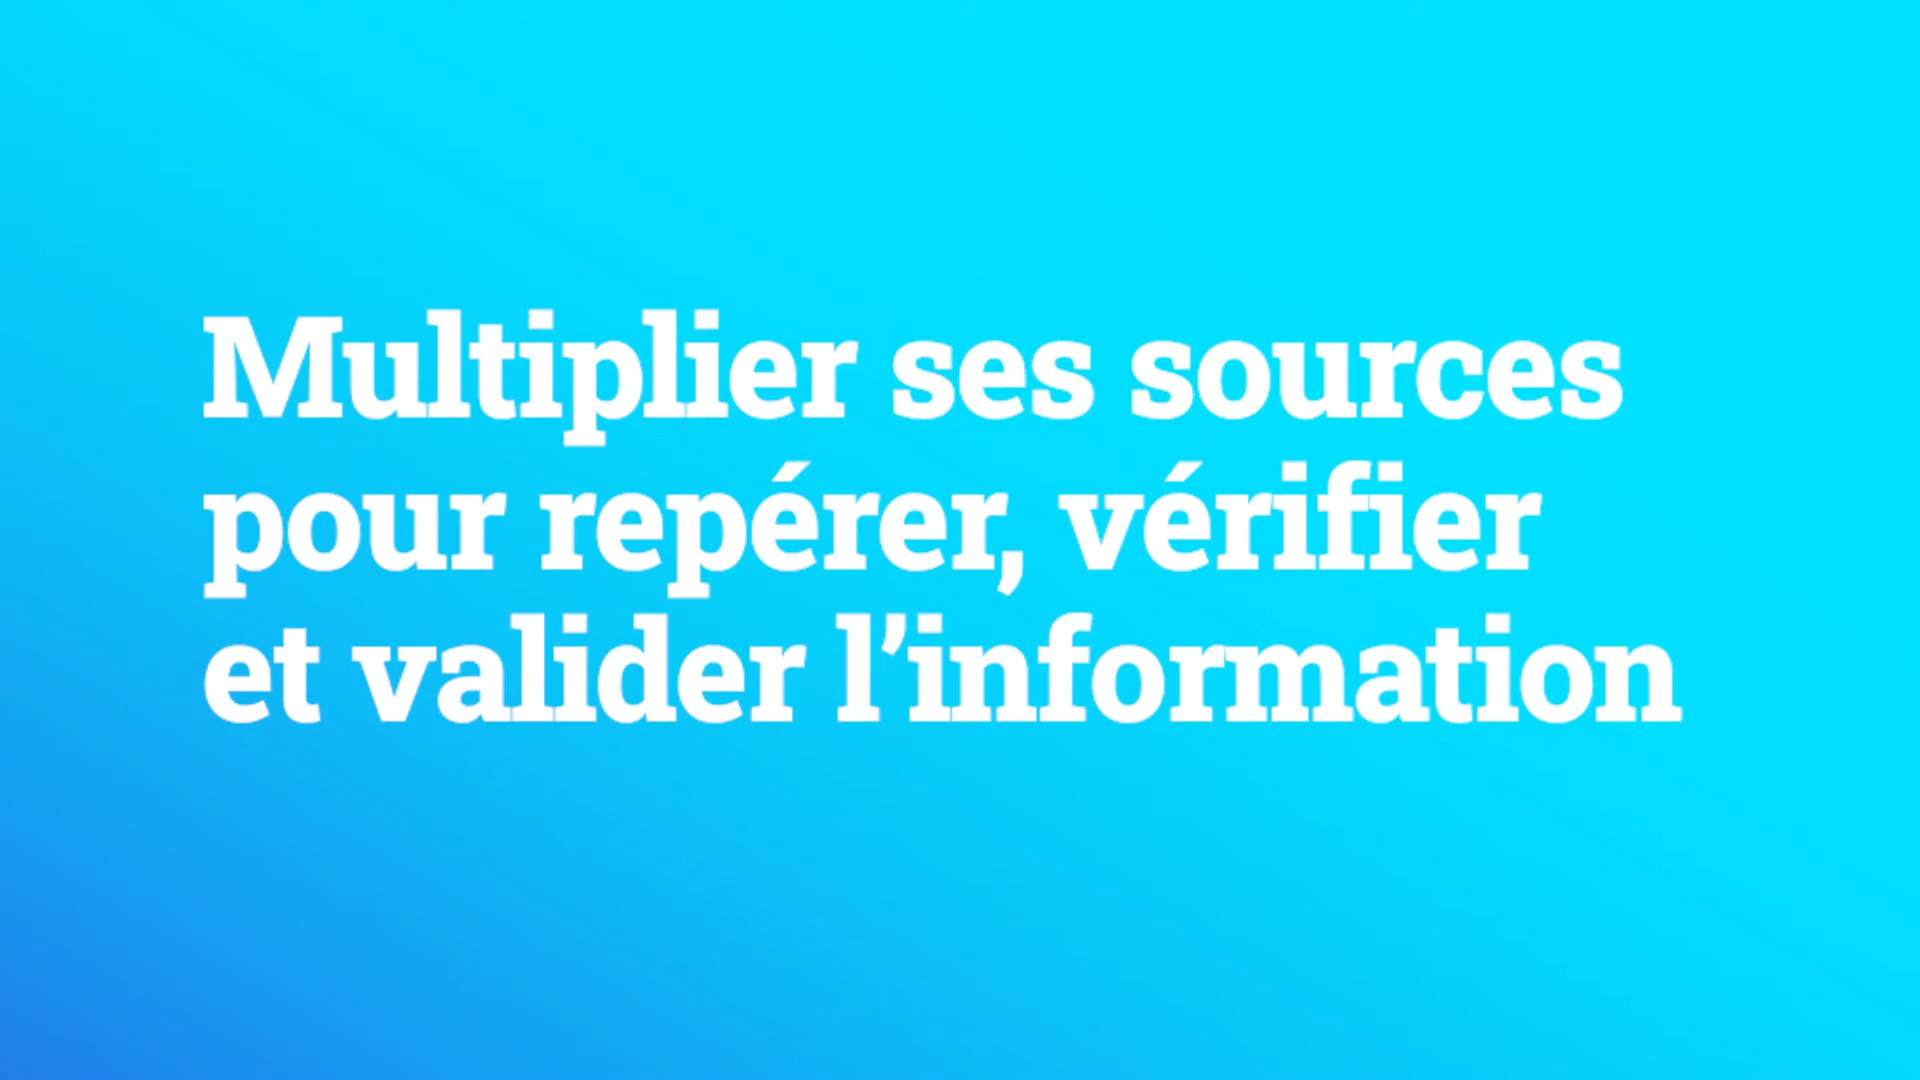 Multiplier ses sources
pour repérer, vérifier
et valider l’information